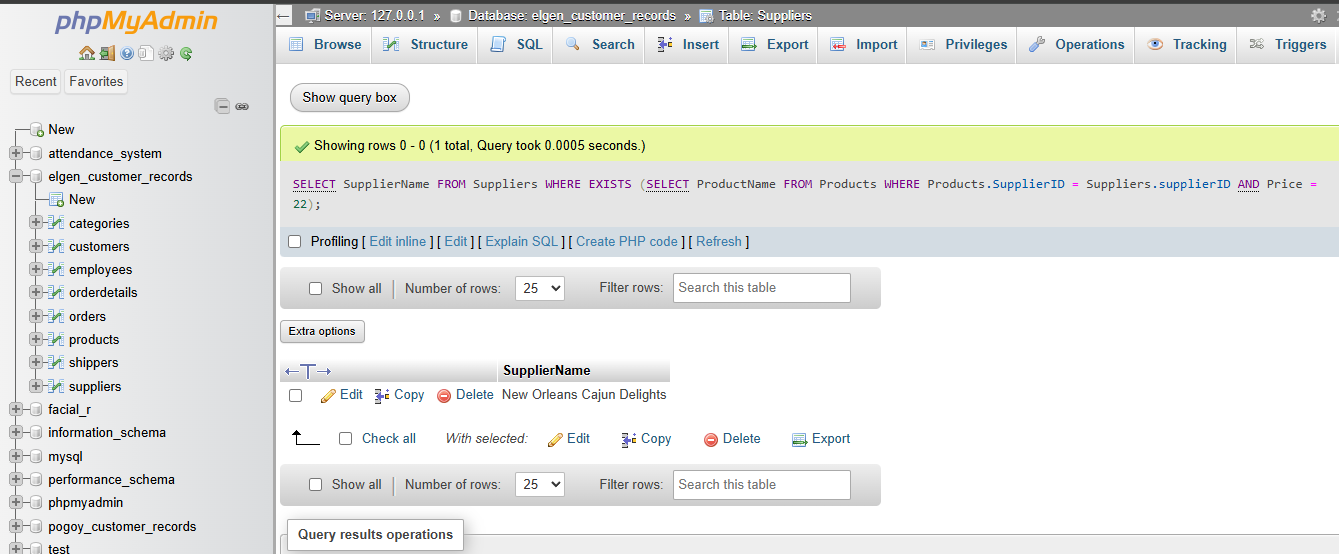 phpMyAdmin
Recent Favorites
New
attendance_system
elgen_customer_records
New
categories
customers
employees
orderdetails
orders
products
shippers
suppliers
facial_r
information_schema
mysql
performance_schema
phpmyadmin
pogoy_customer_records
test
Server: 127.0.0.1 » Database: elgen_customer_records » Table: Suppliers
Browse Structure SQL Search Insert Export Import Privileges Operations Tracking Triggers
Show query box
Showing rows 0 - 0 (1 total, Query took 0.0005 seconds.)
SELECT SupplierName FROM Suppliers WHERE EXISTS (SELECT ProductName FROM Products WHERE Products.SupplierID = Suppliers.supplierID AND Price =
22);
Profiling [ Edit inline ] [ Edit ] [ Explain SQL ] [ Create PHP code ] [ Refresh ]
Show all | Number of rows: 25 Filter rows: Search this table
Extra options
←T→ SupplierName
Edit Copy Delete New Orleans Cajun Delights
Check all With selected: Edit Copy Delete Export
Show all | Number of rows: 25 Filter rows: Search this table
Query results operations